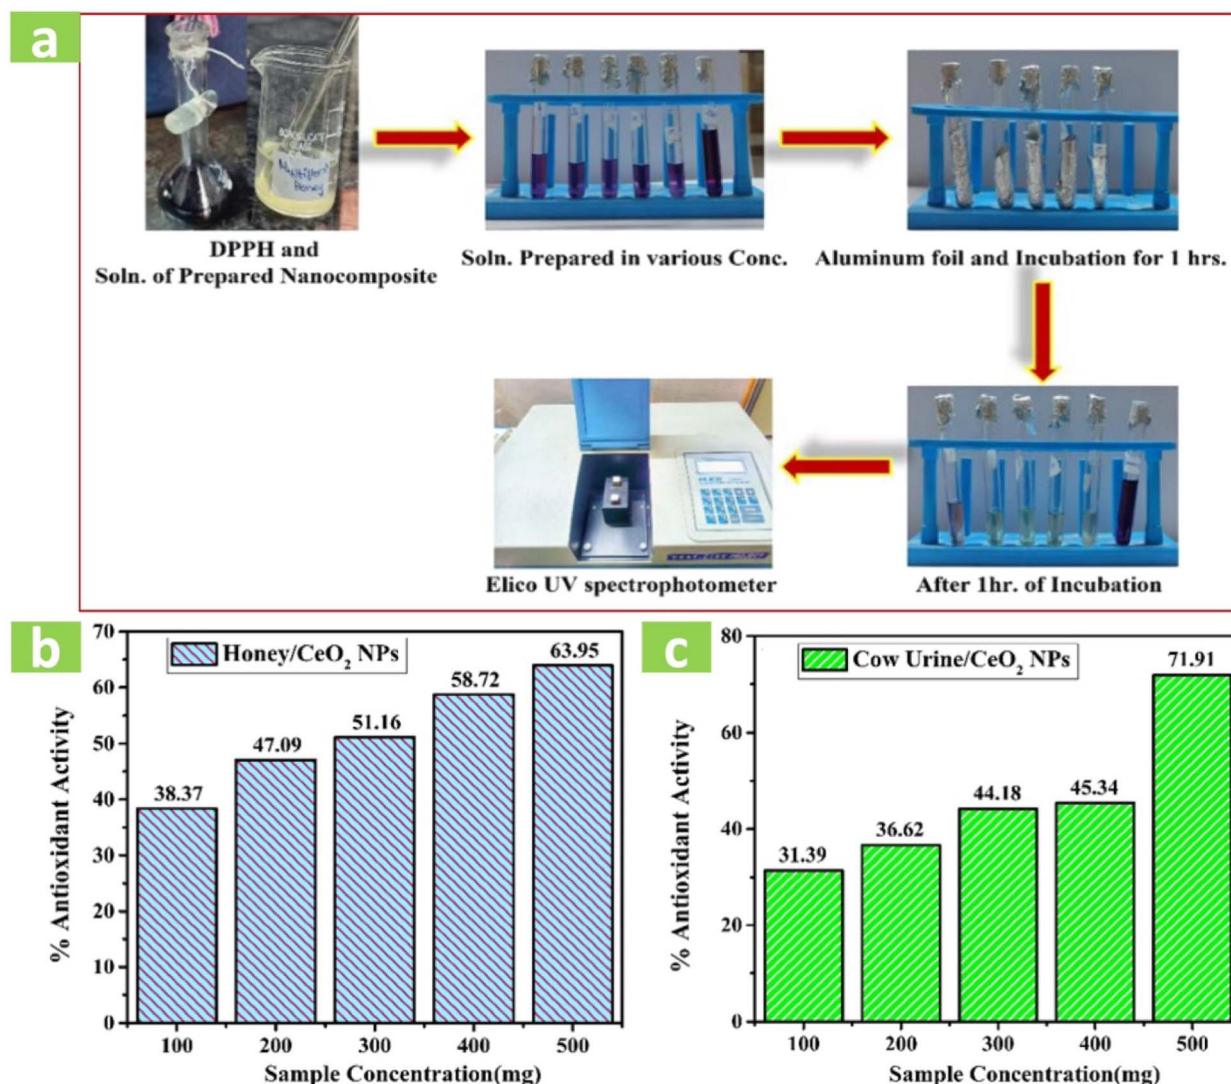 a
Multifloral
Honey
DPPH and
Soln. of Prepared Nanocomposite
Soln. Prepared in various Conc.
Aluminum foil and Incubation for 1 hrs.
Elico UV spectrophotometer
After 1hr. of Incubation
b
Honey/CeO₂ NPs
% Antioxidant Activity
70
60
50
40
30
20
10
0
38.37
47.09
51.16
58.72
63.95
100
200
300
400
500
Sample Concentration(mg)
c
Cow Urine/CeO₂ NPs
% Antioxidant Activity
80
60
40
20
0
31.39
36.62
44.18
45.34
71.91
100
200
300
400
500
Sample Concentration(mg)